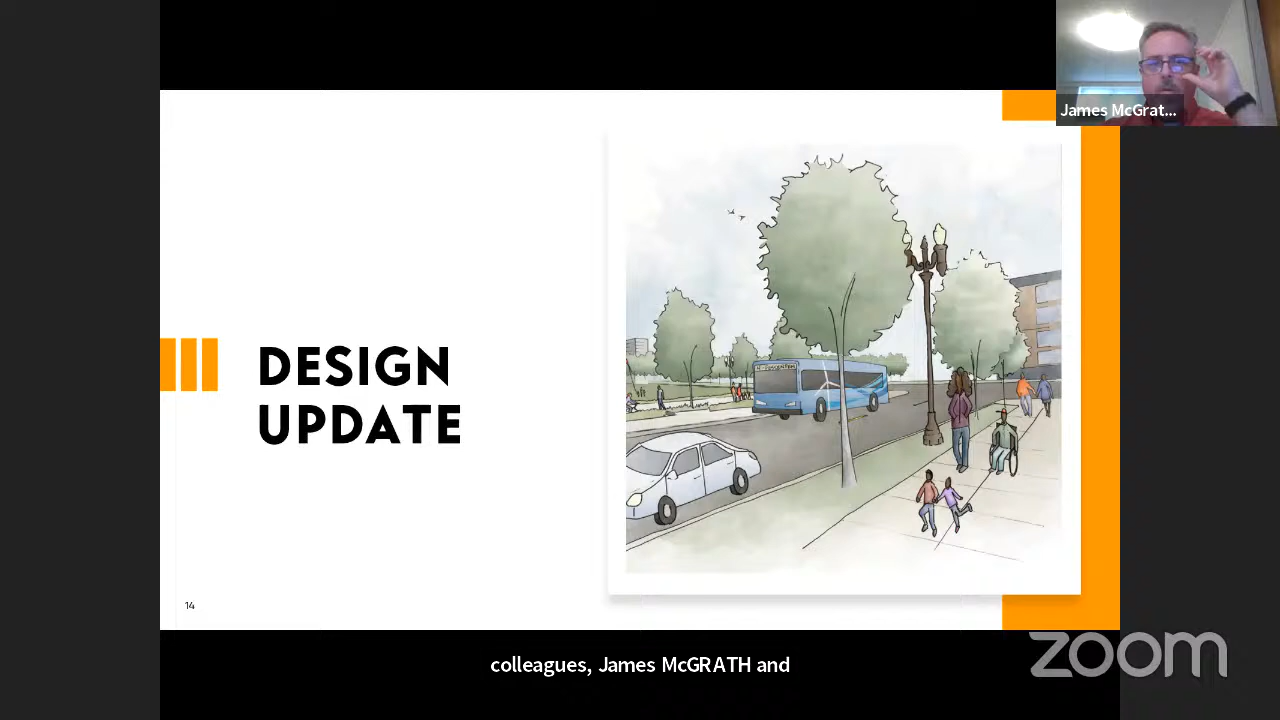 James McGrat...
DESIGN
UPDATE
14
colleagues, James McGRATH and
zoom